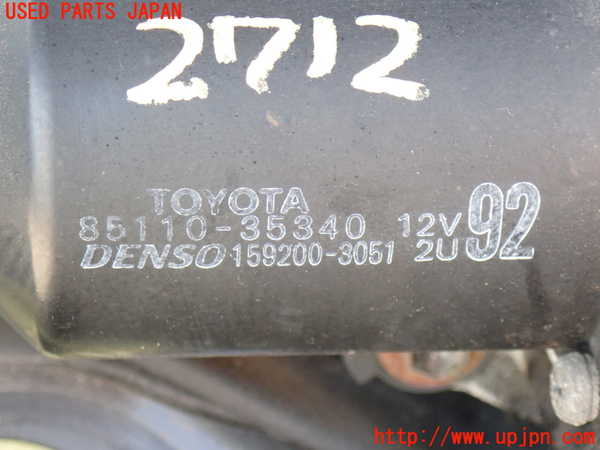 USED PARTS JAPAN
2712
TOYOTA
85110-35340 12V 92
DENSO 159200-3051 2U
http://www.upjpn.com/